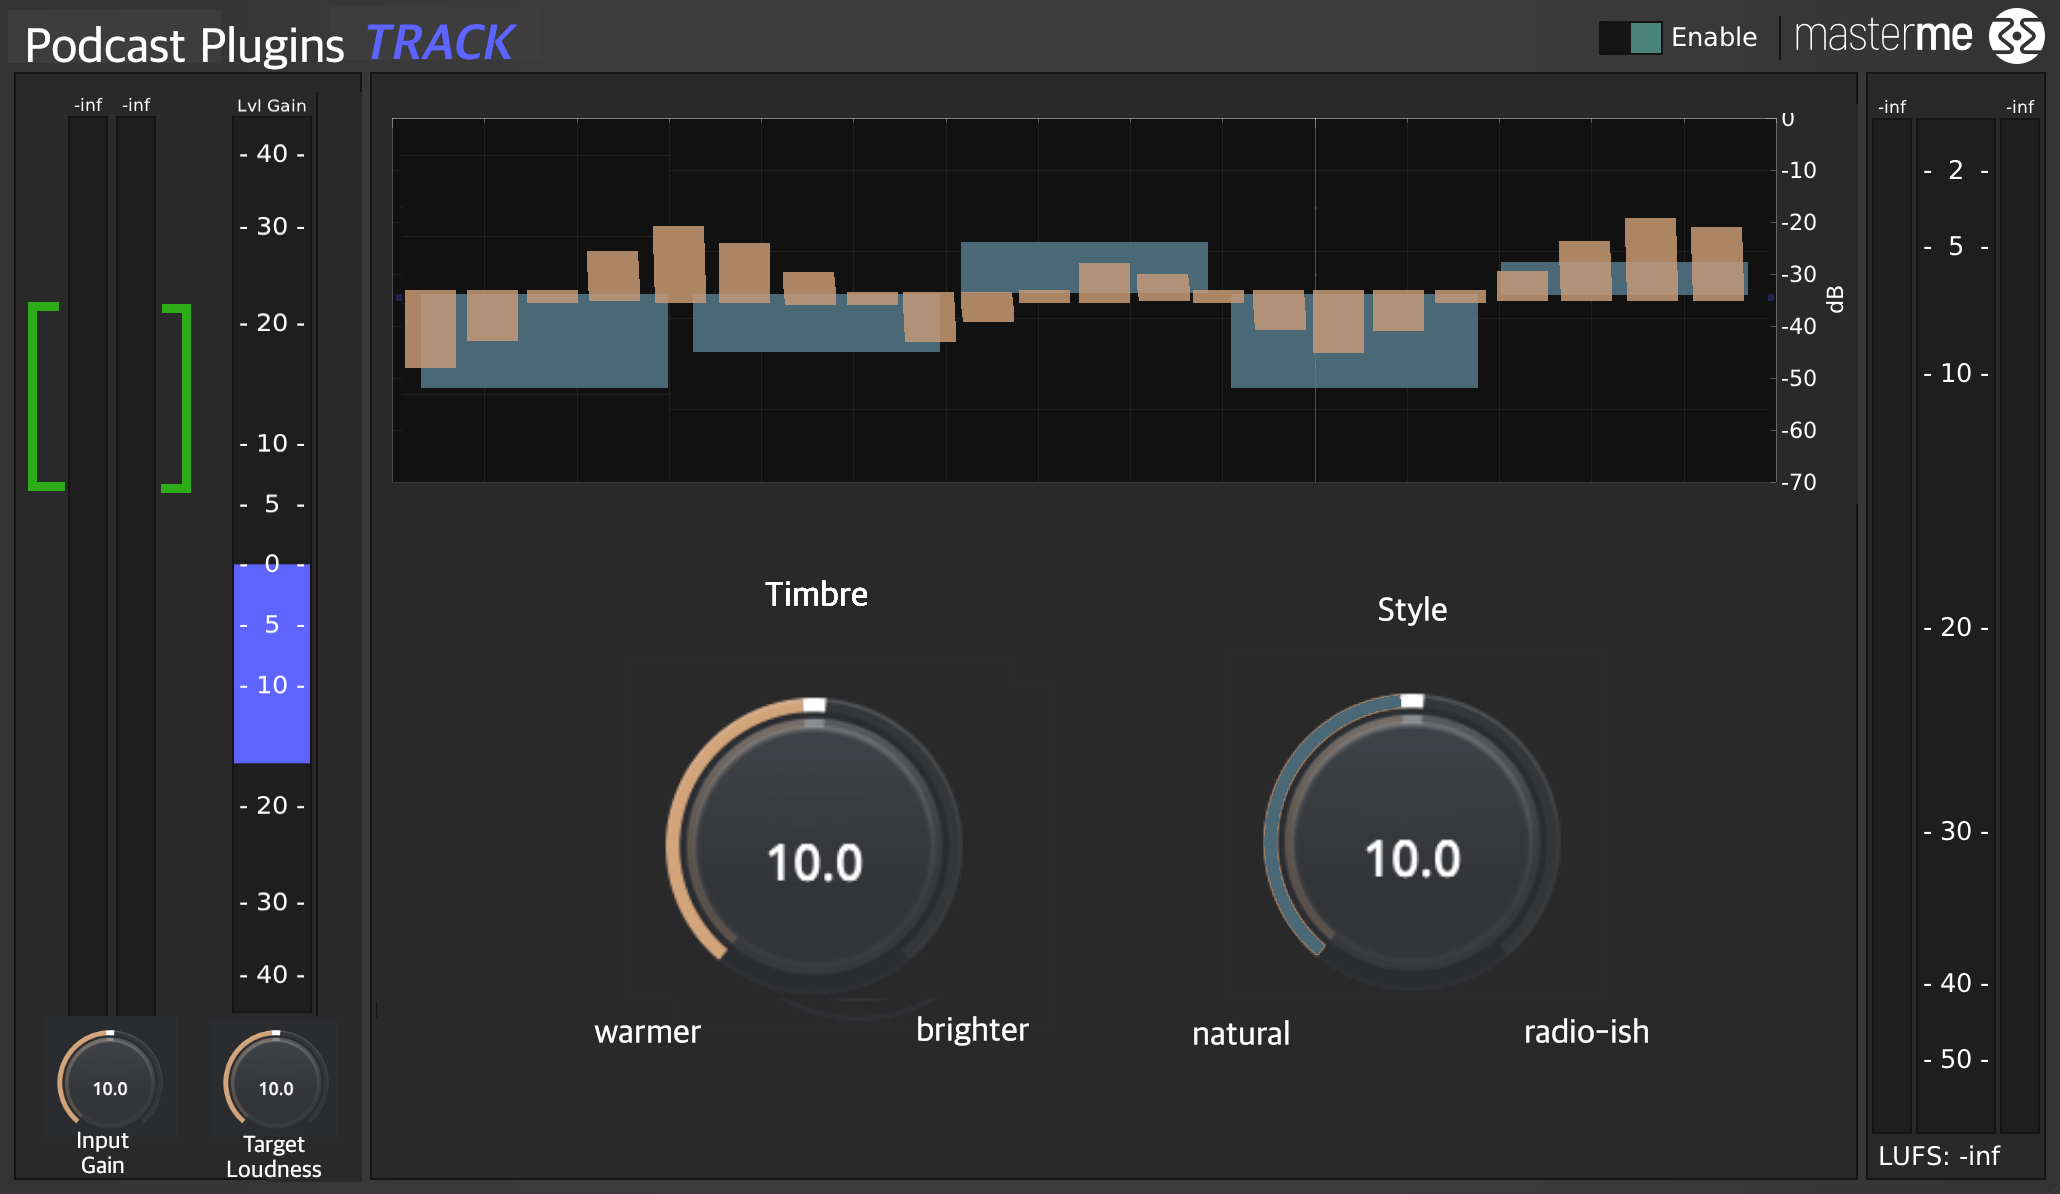 Podcast Plugins TRACK
Enable
masterme
-inf -inf
Lvl Gain
- 40 -
- 30 -
- 20 -
- 10 -
- 5 -
- 0 -
- 5 -
- 10 -
- 20 -
- 30 -
- 40 -
10.0
Input
Gain
10.0
Target
Loudness
0
-10
-20
-30
-40
-50
-60
-70
dB
Timbre
10.0
warmer
brighter
Style
10.0
natural
radio-ish
-inf -inf
- 2 -
- 5 -
- 10 -
- 20 -
- 30 -
- 40 -
- 50 -
LUFS: -inf